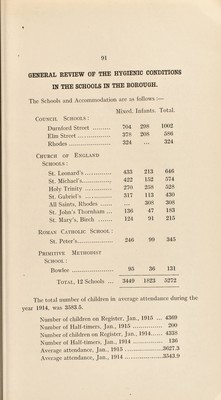 91
GENERAL REVIEW OF THE HYGIENIC CONDITIONS
IN THE SCHOOLS IN THE BOROUGH.
The Schools and Accommodation are as follows :—
Mixed. Infants. Total.
COUNCIL SCHOOLS :
Durnford Street ......... 704 298 1002
Elm Street ............... 378 208 586
Rhodes .................. 324 ... 324
CHURCH OF ENGLAND
SCHOOLS :
St. Leonard's ............ 433 213 646
St. Michael's ............ 422 152 574
Holy Trinity ............ 270 258 528
St. Gabriel's ............ 317 113 430
All Saints, Rhodes ...... ... 308 308
St. John's Thornham ... 136 47 183
St. Mary's, Birch ...... 124 91 215
ROMAN CATHOLIC SCHOOL :
St. Peter's ............... 246 99 345
PRIMITIVE METHODIST
SCHOOL :
Bowlee .................. 95 36 131
TOTAL, 12 Schools ... 3449 1823 5272
The total number of children in average attendance during the
year 1914, was 3583.5.
Number of children on Register, Jan., 1915 ... 4369
Number of Half-timers, Jan., 1915 ............ 200
Number of children on Register, Jan., 1914 ...... 4338
Number of Half-timers, Jan., 1914 ............ 136
Average attendance, Jan., 1915 ............ 3627.3
Average attendance, Jan., 1914 ............ 3543.9